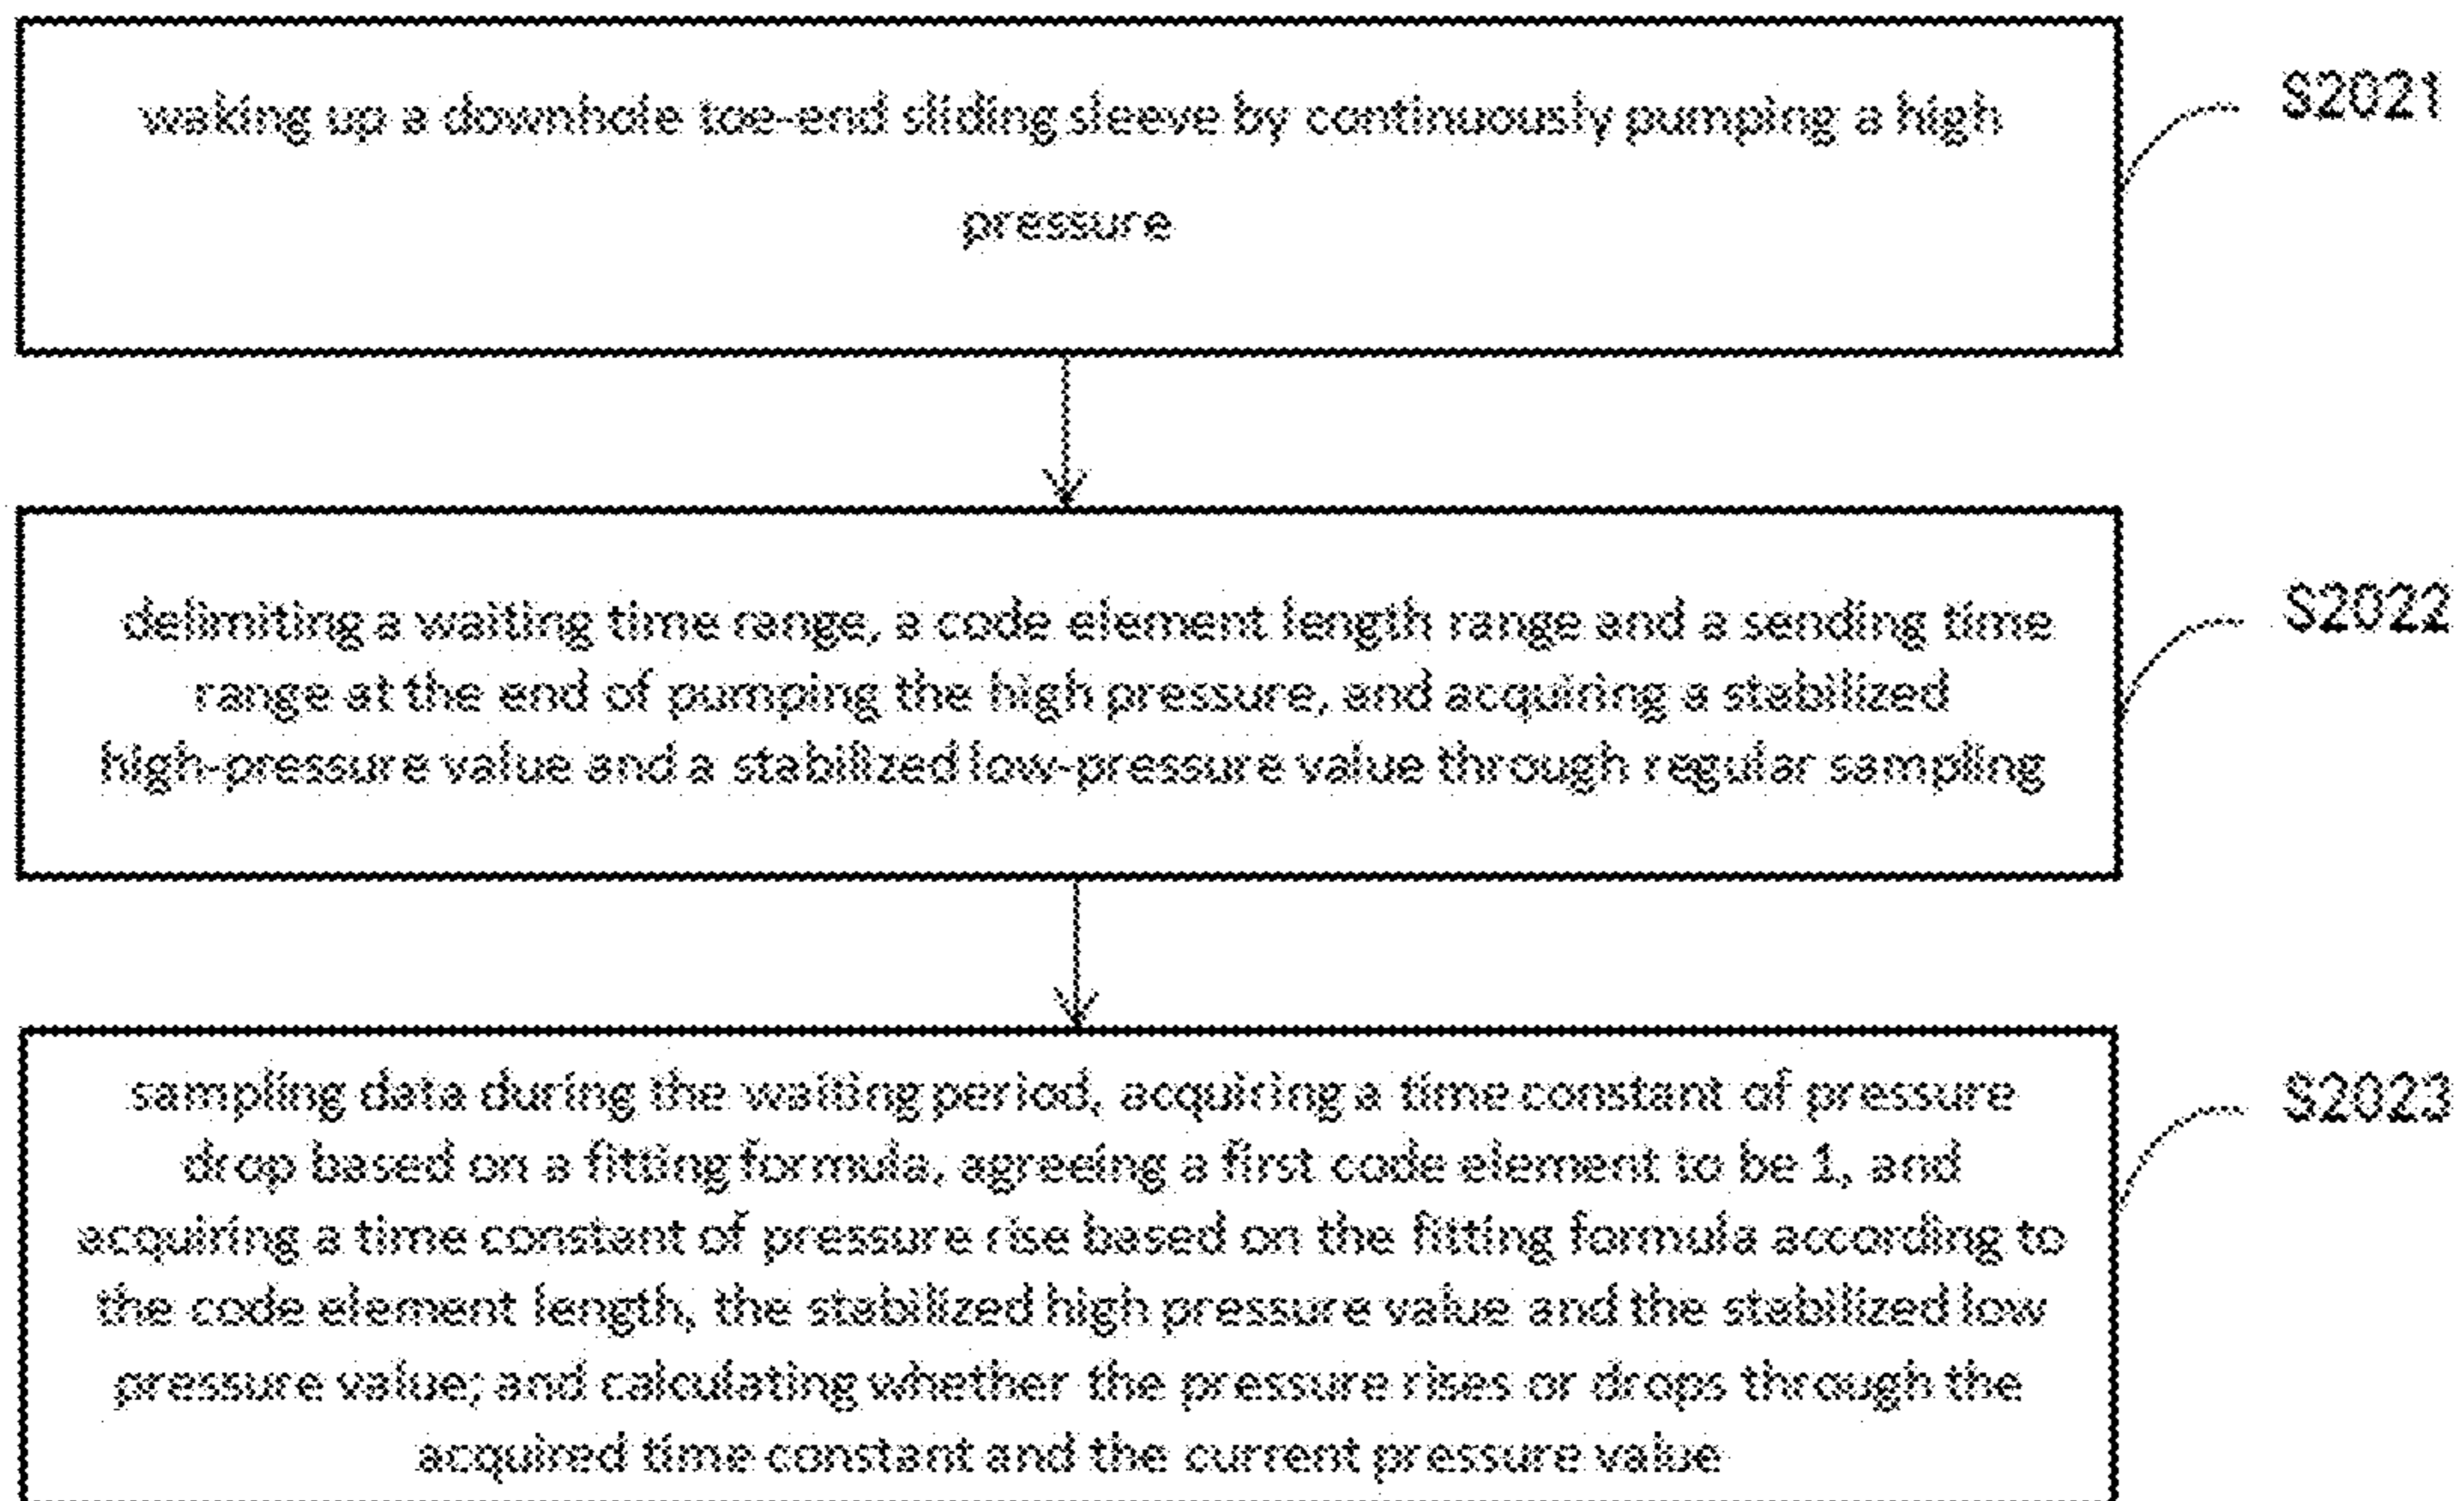 waking up a downhole toe-end sliding sleeve by continuously pumping a high
pressure
S2021
delimiting a waiting time range, a code element length range and a sending time
range at the end of pumping the high pressure, and acquiring a stabilized
high-pressure value and a stabilized low-pressure value through regular sampling
S2022
sampling data during the waiting period, acquiring a time constant of pressure
drop based on a fitting formula, agreeing a first code element to be 1, and
acquiring a time constant of pressure rise based on the fitting formula according to
the code element length, the stabilized high pressure value and the stabilized low
pressure value; and calculating whether the pressure rises or drops through the
acquired time constant and the current pressure value
S2023